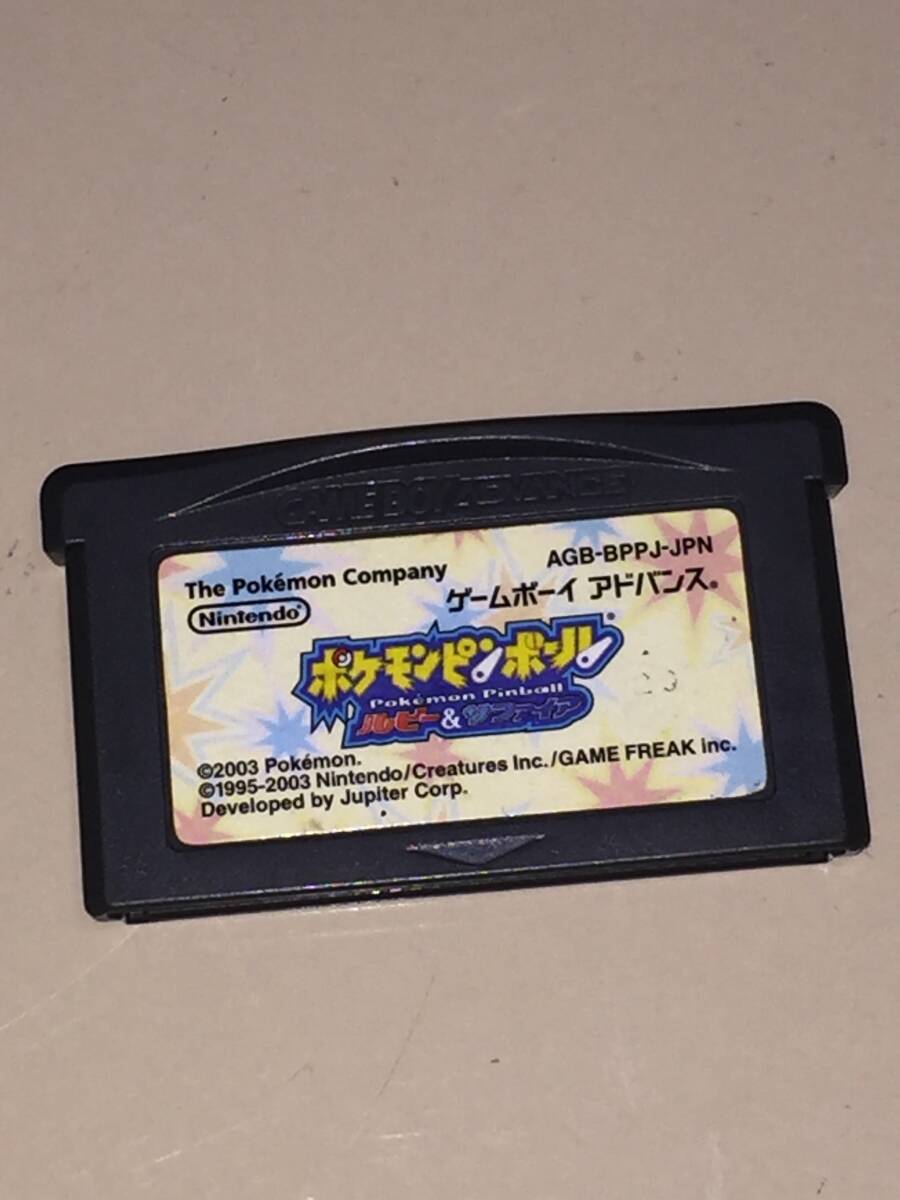 GAME BOY ADVANCE
The Pokémon Company
AGB-BPPJ-JPN
Nintendo®
ゲームボーイ アドバンス®
ポケモンピンボール®
Pokémon Pinball
ルビー&サファイア
©2003 Pokémon.
©1995-2003 Nintendo/Creatures Inc./GAME FREAK inc.
Developed by Jupiter Corp.